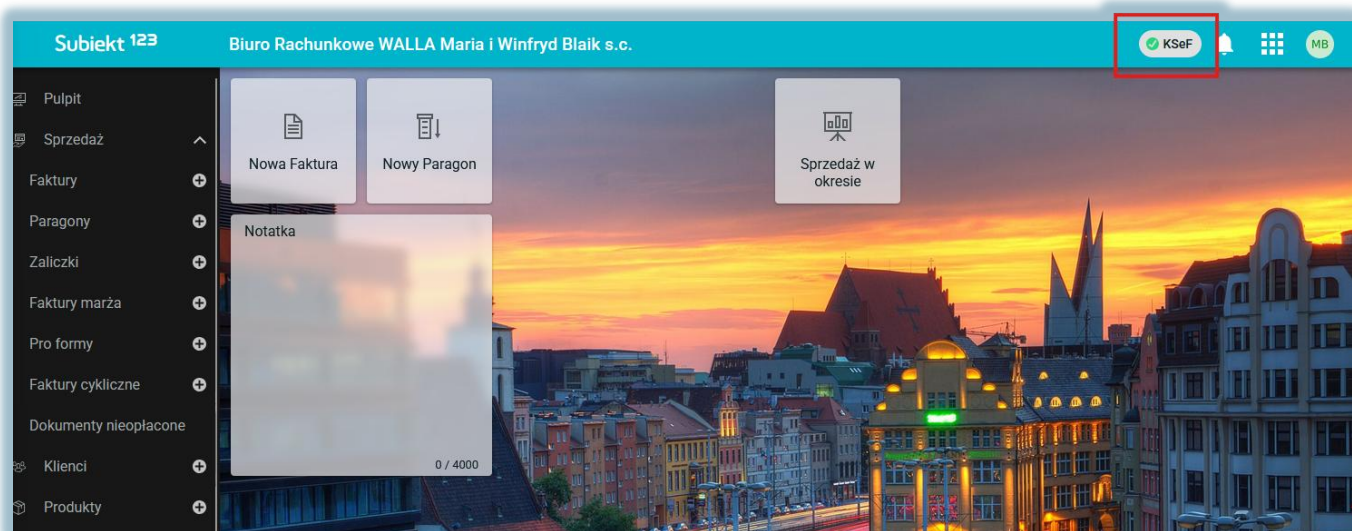 Subiekt 123
Biuro Rachunkowe WALLA Maria i Winfryd Blaik s.c.
KSeF
MB
Pulpit
Sprzedaż
Faktury
Paragony
Zaliczki
Faktury marża
Pro formy
Faktury cykliczne
Dokumenty nieopłacone
Klienci
Produkty
Nowa Faktura
Nowy Paragon
Sprzedaż w
okresie
Notatka
0 / 4000